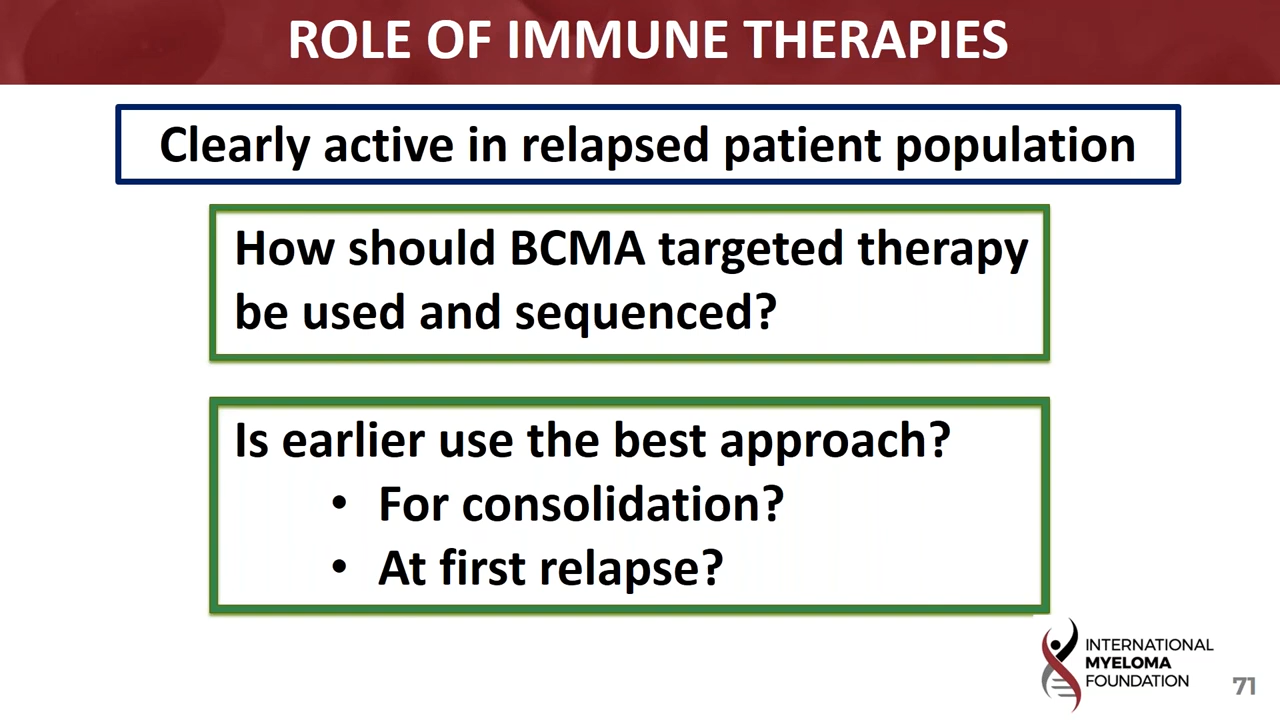 ROLE OF IMMUNE THERAPIES
Clearly active in relapsed patient population
How should BCMA targeted therapy
be used and sequenced?
Is earlier use the best approach?
• For consolidation?
• At first relapse?
INTERNATIONAL
MYELOMA
FOUNDATION
71